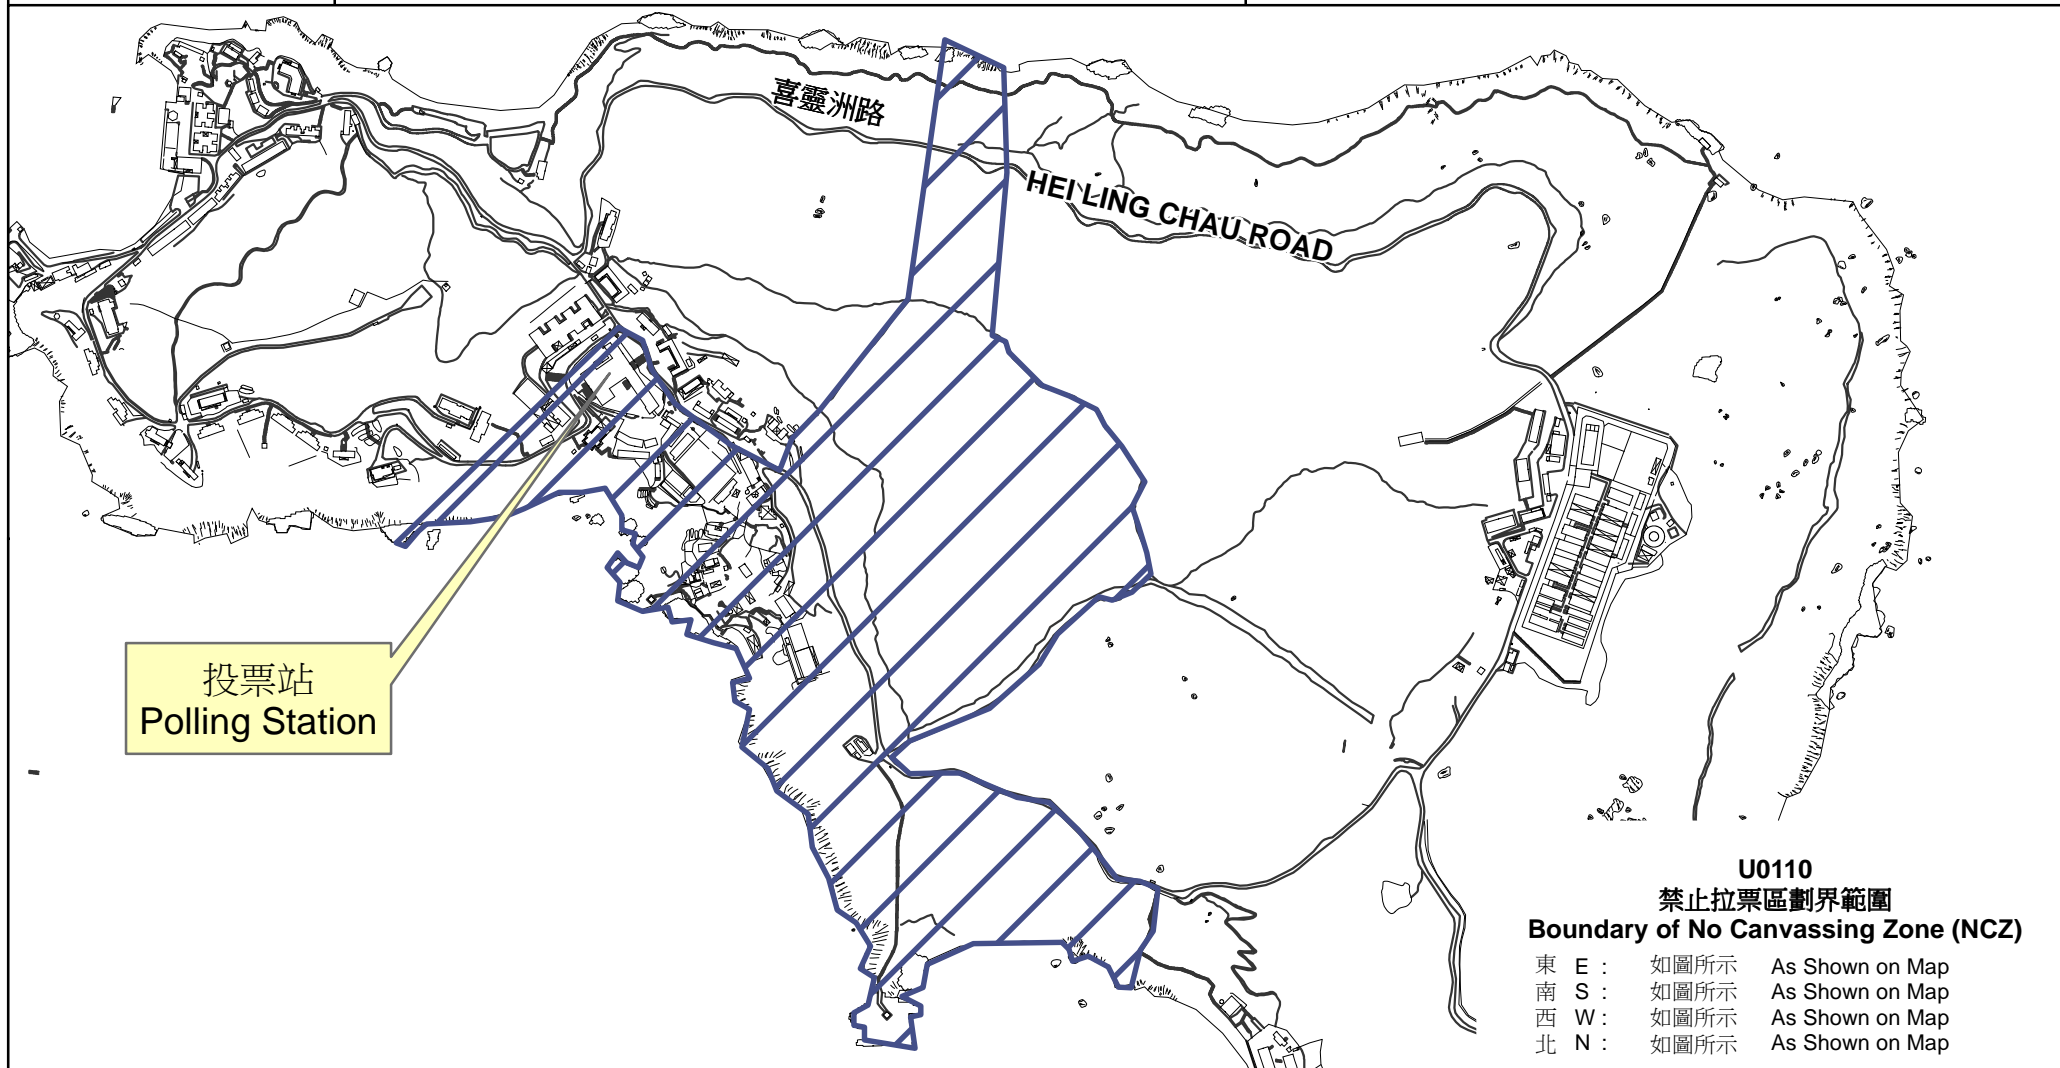 喜靈洲路
HEI LING CHAU ROAD
投票站
Polling Station
U0110
禁止拉票區劃界範圍
Boundary of No Canvassing Zone (NCZ)
東 E : 如圖所示 As Shown on Map
南 S : 如圖所示 As Shown on Map
西 W : 如圖所示 As Shown on Map
北 N : 如圖所示 As Shown on Map